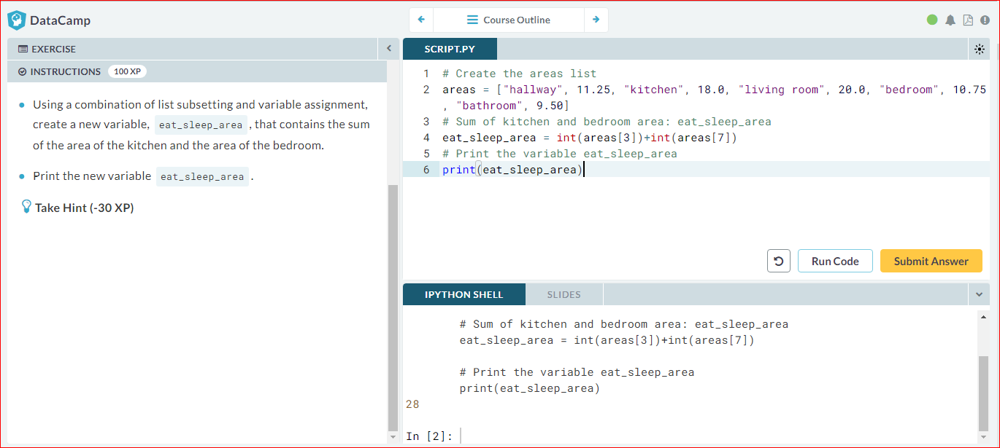 DataCamp
Course Outline
EXERCISE
INSTRUCTIONS 100 XP
Using a combination of list subsetting and variable assignment,
create a new variable, eat_sleep_area , that contains the sum
of the area of the kitchen and the area of the bedroom.
Print the new variable eat_sleep_area .
Take Hint (-30 XP)
SCRIPT.PY
1 # Create the areas list
2 areas = ["hallway", 11.25, "kitchen", 18.0, "living room", 20.0, "bedroom", 10.75
, "bathroom", 9.50]
3 # Sum of kitchen and bedroom area: eat_sleep_area
4 eat_sleep_area = int(areas[3])+int(areas[7])
5 # Print the variable eat_sleep_area
6 print(eat_sleep_area)
Run Code
Submit Answer
IPYTHON SHELL
SLIDES
# Sum of kitchen and bedroom area: eat_sleep_area
eat_sleep_area = int(areas[3])+int(areas[7])
# Print the variable eat_sleep_area
print(eat_sleep_area)
28
In [2]: